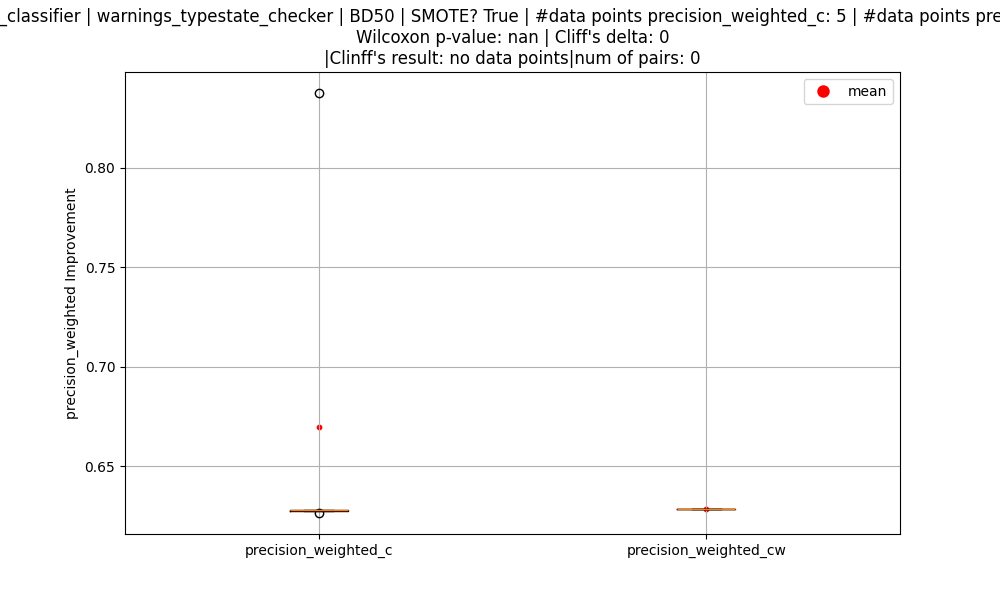 _classifier | warnings_typestate_checker | BD50 | SMOTE? True | #data points precision_weighted_c: 5 | #data points pre
Wilcoxon p-value: nan | Cliff's delta: 0
|Clinff's result: no data points|num of pairs: 0
mean
0.80
0.75
0.70
0.65
precision_weighted Improvement
precision_weighted_c
precision_weighted_cw